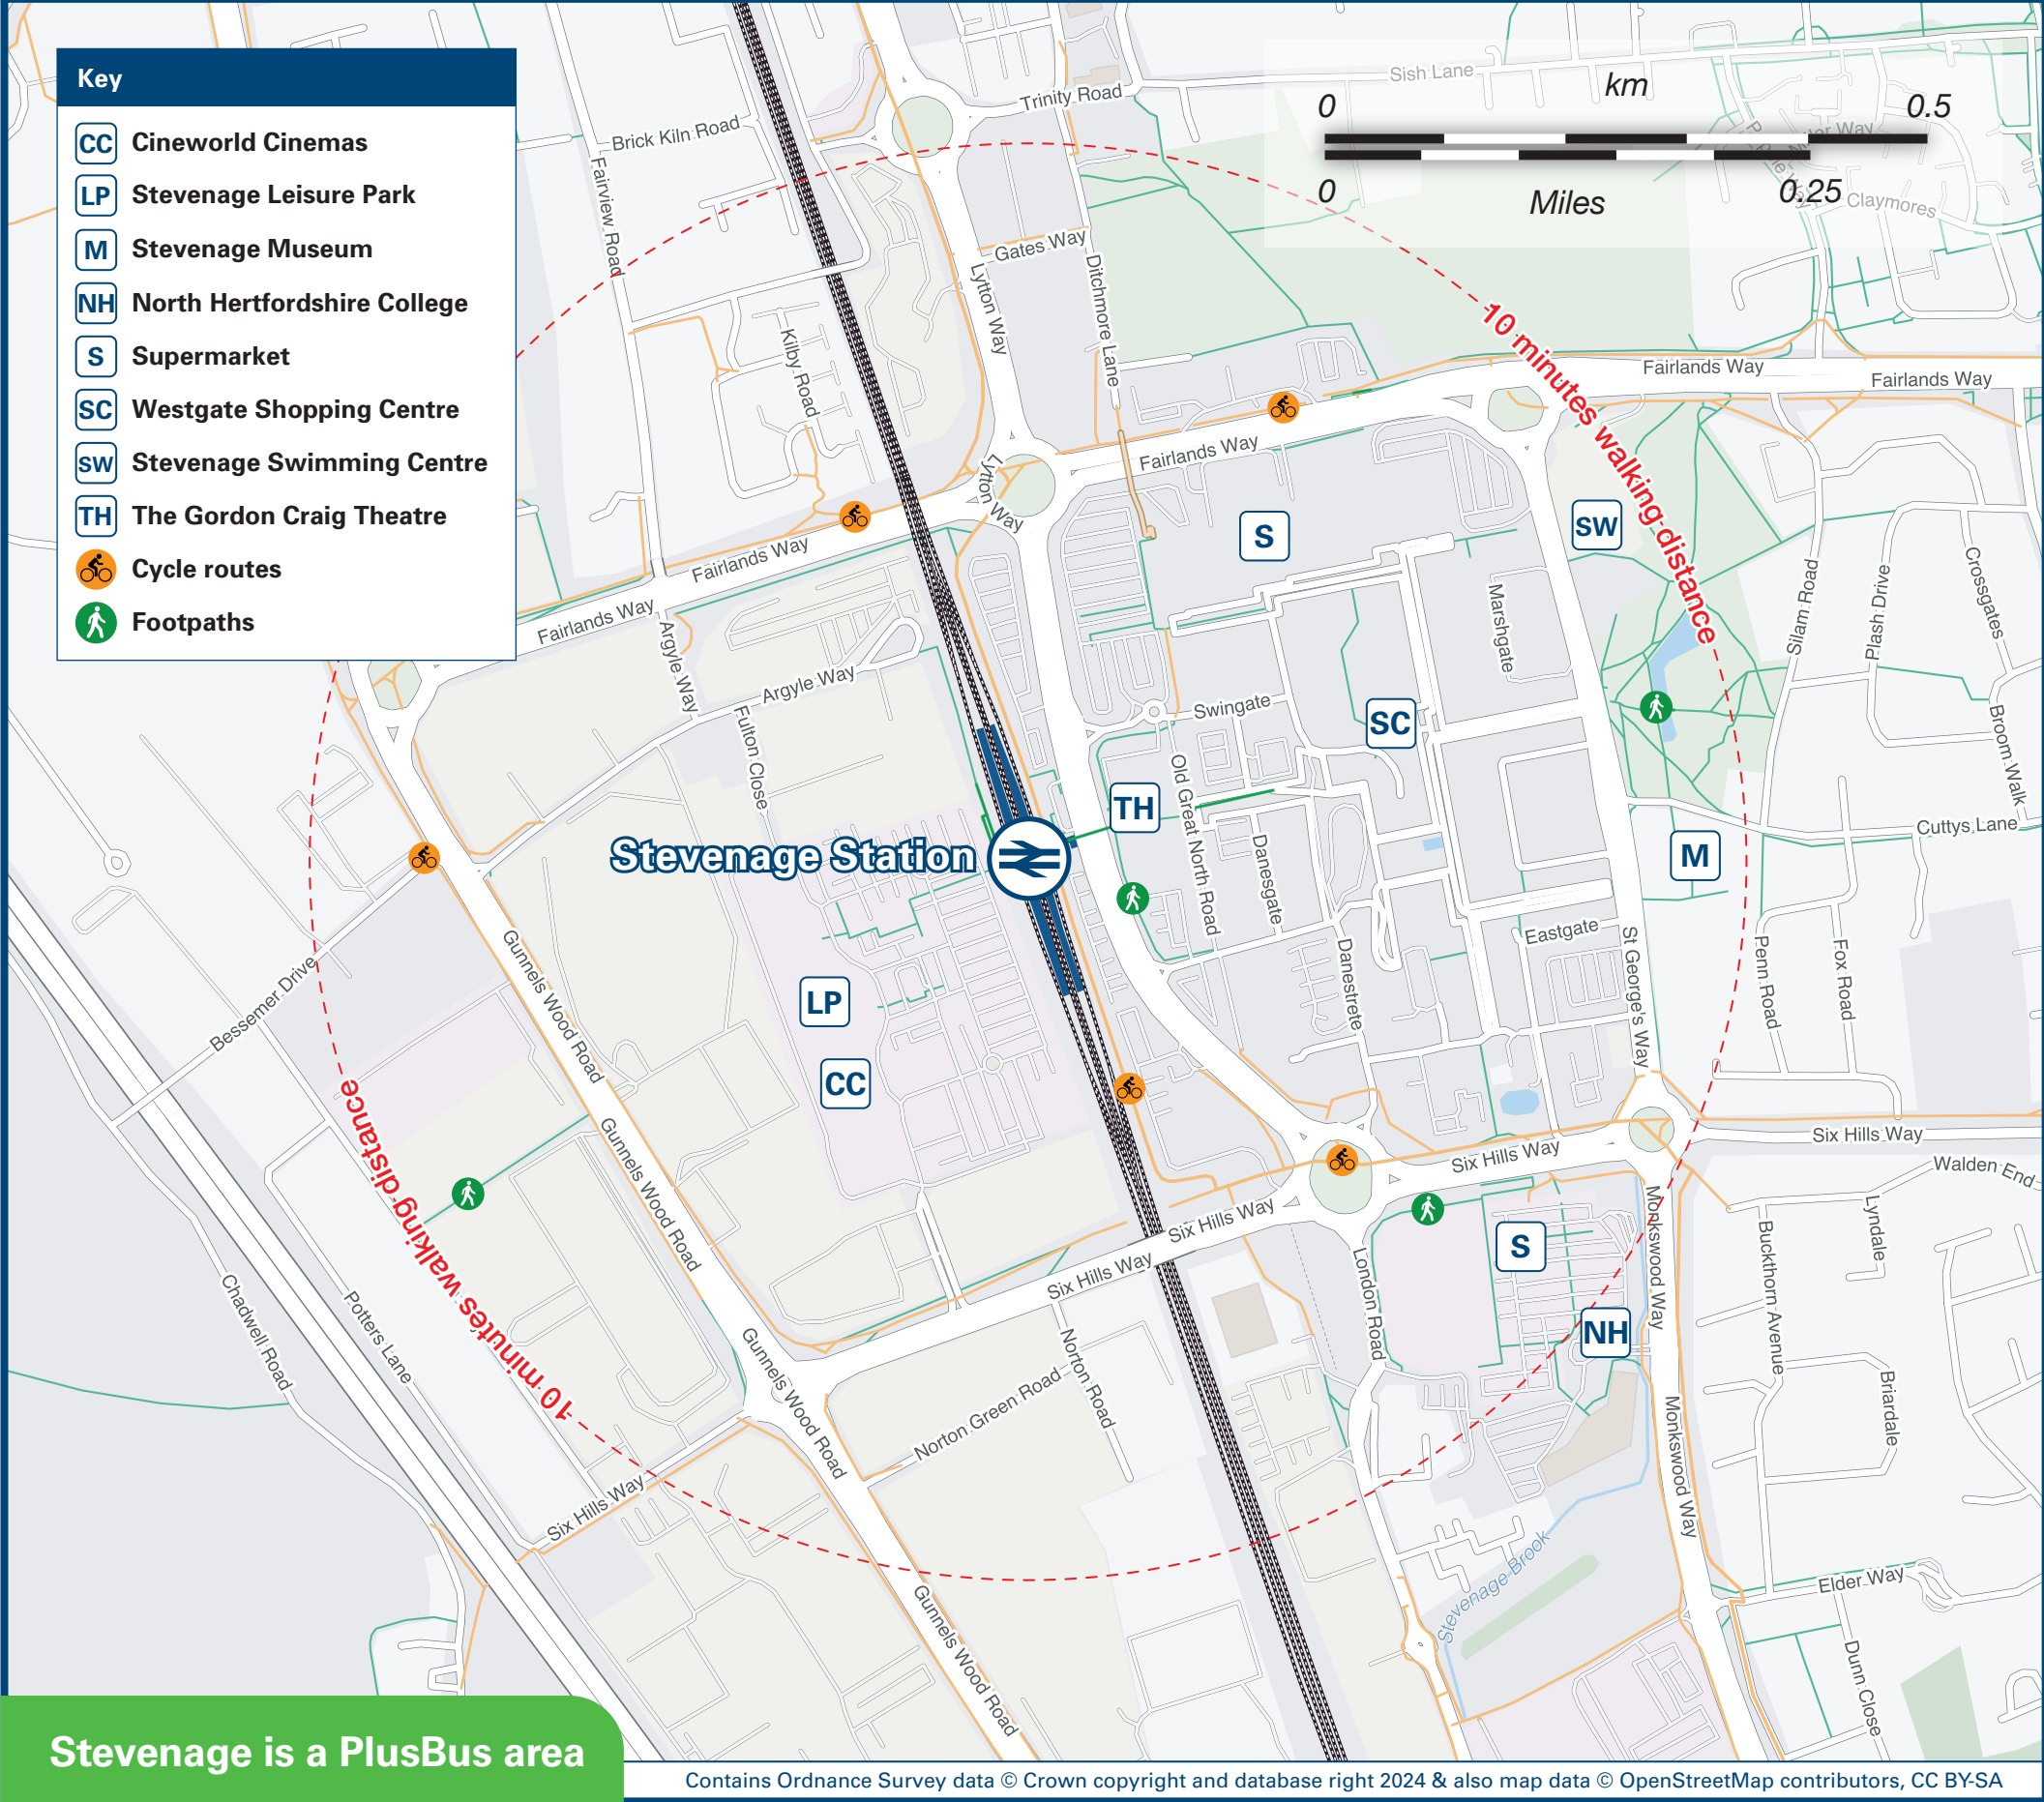 Key
CC Cineworld Cinemas
LP Stevenage Leisure Park
M Stevenage Museum
NH North Hertfordshire College
S Supermarket
SC Westgate Shopping Centre
SW Stevenage Swimming Centre
TH The Gordon Craig Theatre
Cycle routes
Footpaths
km
0 0.5
0 0.25
Miles
Sish Lane
Trinity Road
Brick Kiln Road
Fairview Road
Claymores
Gates Way
Lytton Way
Ditchmore Lane
Kilby Road
10 minutes walking distance
Fairlands Way
Fairlands Way
Fairlands Way
Lytton Way
Fairlands Way
Fairlands Way
S
SW
Argyle Way
Argyle Way
Fulton Close
Marshgate
Silam Road
Plash Drive
Crossgates
Broom Walk
Swingate
SC
Old Great North Road
TH
Stevenage Station
Danesgate
Cuttys Lane
M
Eastgate
St George's Way
Danestrete
Penn Road
Fox Road
Bessemer Drive
Gunnels Wood Road
LP
CC
10 minutes walking distance
Gunnels Wood Road
Six Hills Way
Six Hills Way
Walden End
Six Hills Way
Six Hills Way
S
Monkswood Way
Lyndale
Buckthorn Avenue
London Road
NH
Chadwell Road
Potters Lane
Gunnels Wood Road
Norton Road
Norton Green Road
Briardale
Monkswood Way
Six Hills Way
Stevenage Brook
Elder Way
Gunnels Wood Road
Dunn Close
Stevenage is a PlusBus area
Contains Ordnance Survey data © Crown copyright and database right 2024 & also map data © OpenStreetMap contributors, CC BY-SA